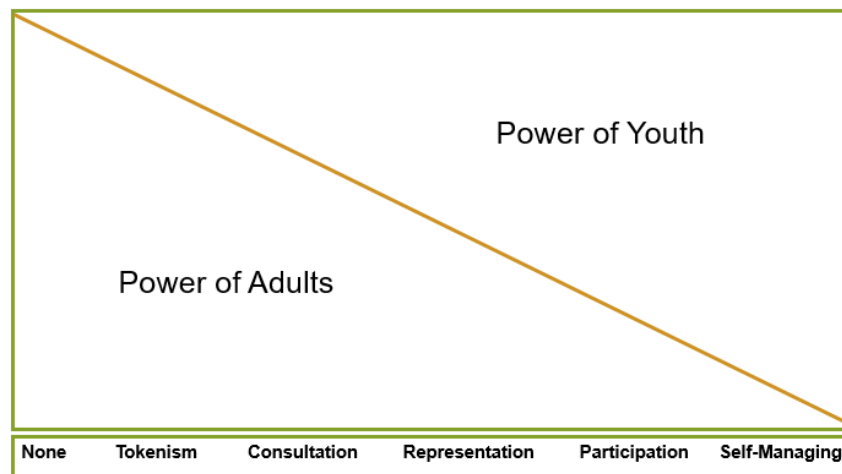 Power of Youth
Power of Adults
None Tokenism Consultation Representation Participation Self-Managing